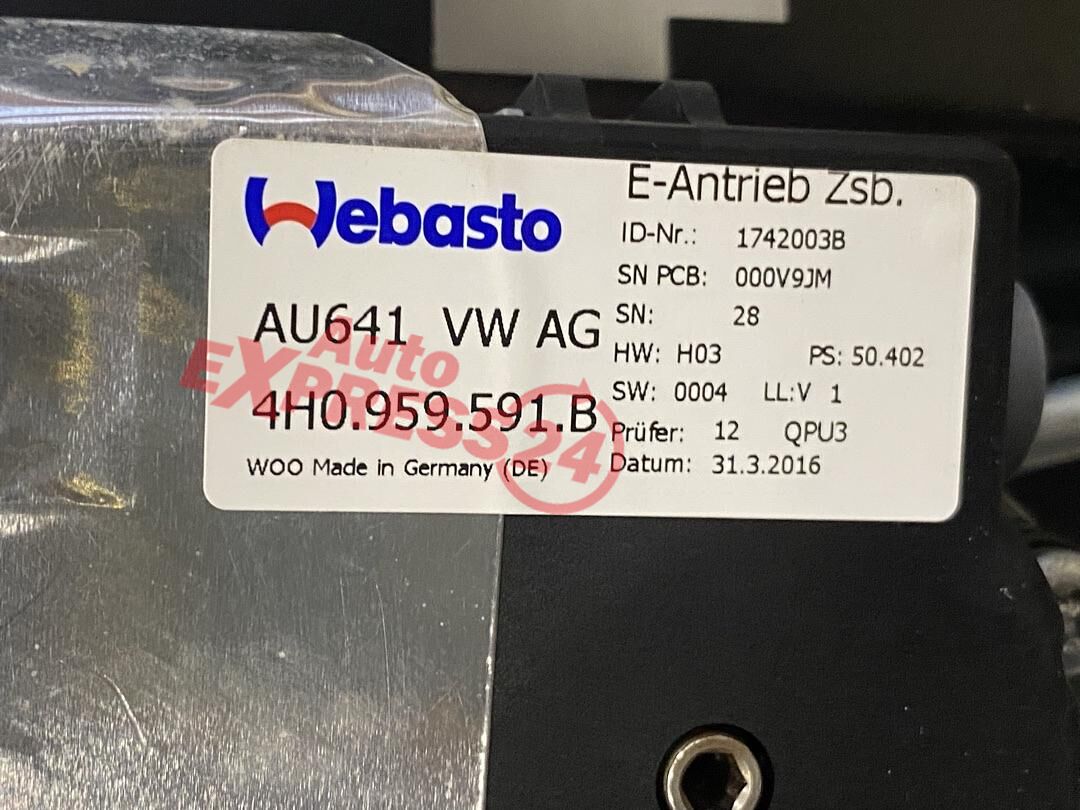 Webasto
AU641 VW AG
4H0.959.591.B
WOO Made in Germany (DE)
E-Antrieb Zsb.
ID-Nr.: 1742003B
SN PCB: 000V9JM
SN: 28
HW: H03 PS: 50.402
SW: 0004 LL:V 1
Prüfer: 12 QPU3
Datum: 31.3.2016
Auto
EXPRESS24